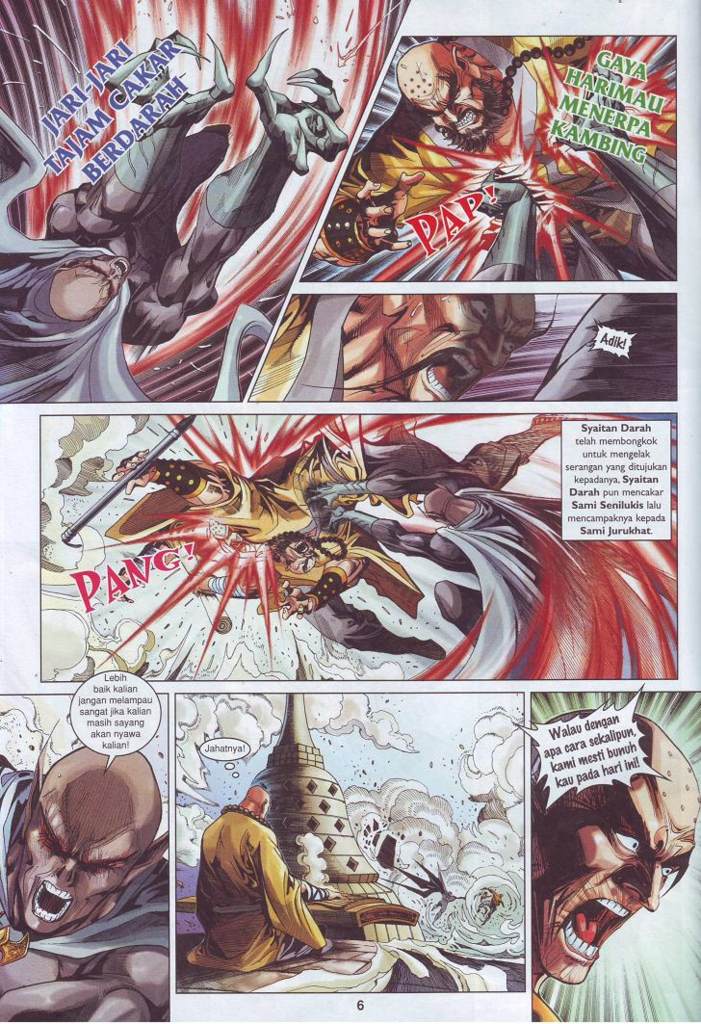 JARI-JARI
TAJAM CAKAR
BERDARAH
GAYA
HARIMAU
MENERPA
KAMBING
PAP!
Adik!
Syaitan Darah
telah membongkok
untuk mengelak
serangan yang ditujukan
kepadanya, Syaitan
Darah pun mencakar
Sami Senilukis lalu
mencampaknya kepada
Sami Jurukhat.
PANG!
Lebih
baik kalian
jangan melampau
sangat jika kalian
masih sayang
akan nyawa
kalian!
Jahatnya!
Walau dengan
apa cara sekalipun,
kami mesti bunuh
kau pada hari ini!
6